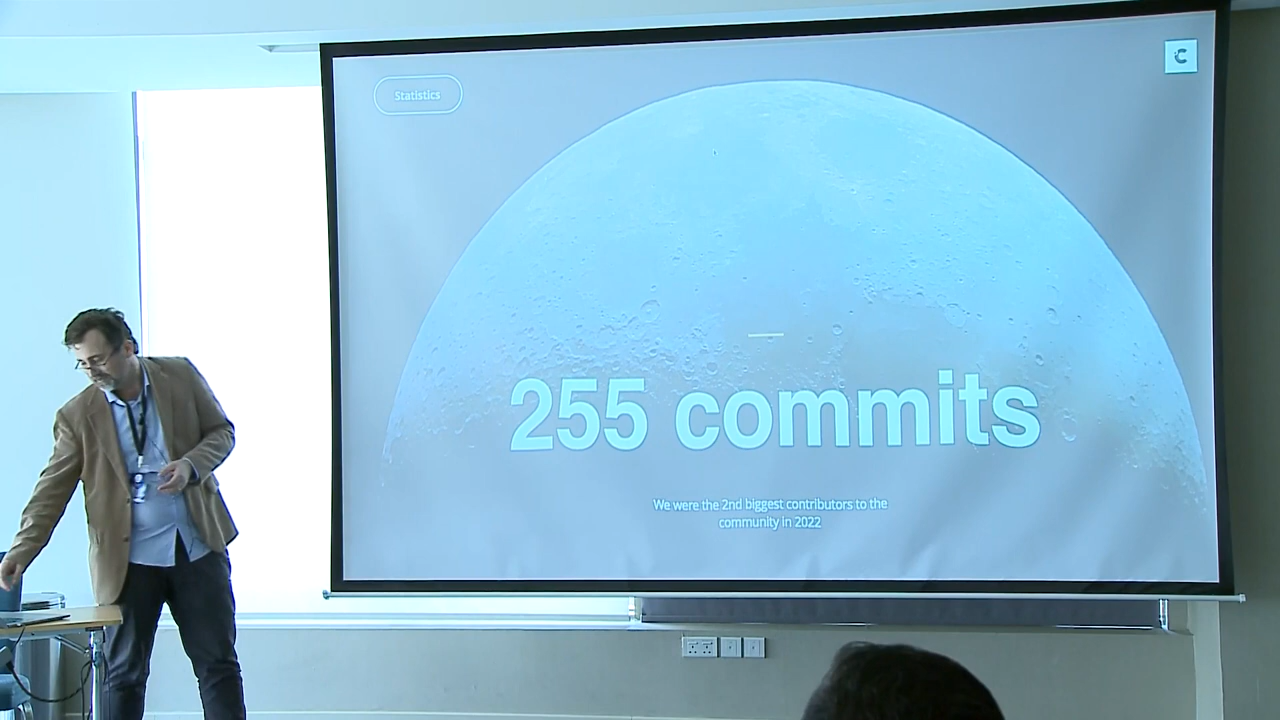 Statistics
C
255 commits
We were the 2nd biggest contributors to the
community in 2022